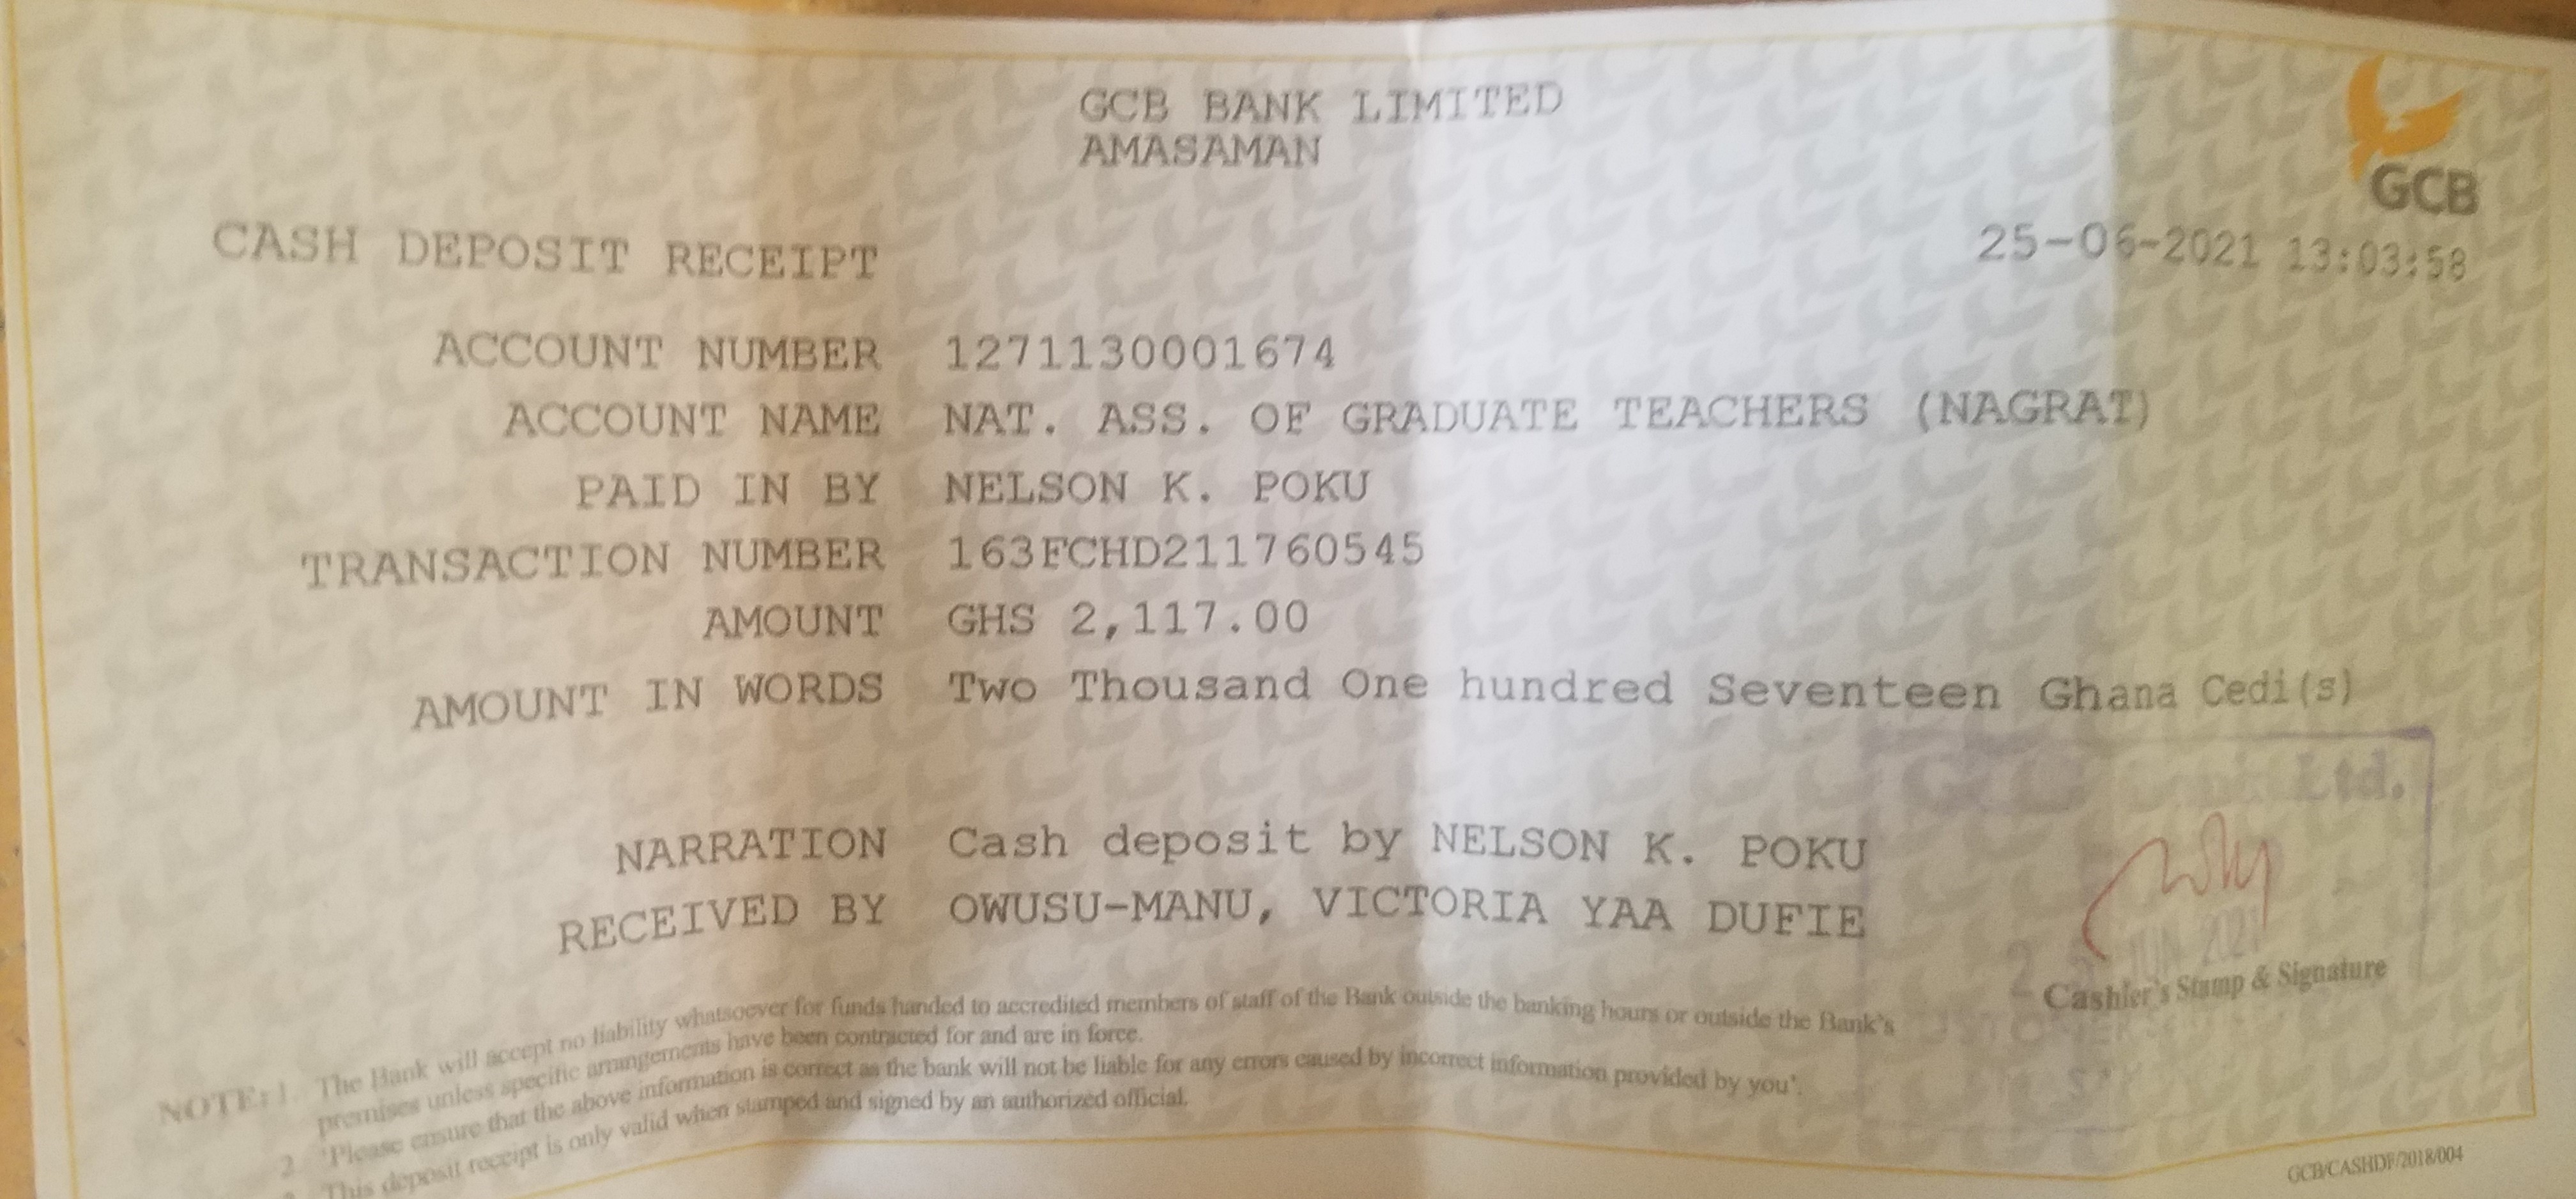 GCB BANK LIMITED
AMASAMAN
GCB
CASH DEPOSIT RECEIPT 25-06-2021 13:03:58
ACCOUNT NUMBER 1271130001674
ACCOUNT NAME NAT. ASS. OF GRADUATE TEACHERS (NAGRAT)
PAID IN BY NELSON K. POKU
TRANSACTION NUMBER 163FCHD211760545
AMOUNT GHS 2,117.00
AMOUNT IN WORDS Two Thousand One hundred Seventeen Ghana Cedi(s)
Ltd.
NARRATION Cash deposit by NELSON K. POKU
RECEIVED BY OWUSU-MANU, VICTORIA YAA DUFIE
JUN 2021
Cashier's Stamp & Signature
NOTE: 1. The Bank will accept no liability whatsoever for funds handed to accredited members of staff of the Bank outside the banking hours or outside the Bank's
premises unless specific arrangements have been contracted for and are in force.
2. 'Please ensure that the above information is correct as the bank will not be liable for any errors caused by incorrect information provided by you'.
This deposit receipt is only valid when stamped and signed by an authorized official.
GCB/CASHDP/2018/004